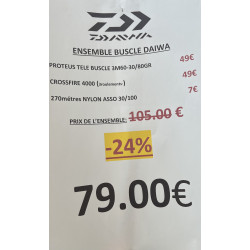 DAIWA
ENSEMBLE BUSCLE DAIWA
PROTEUS TELE BUSCLE 3M60-30/80GR 49€
CROSSFIRE 4000 (3roulements) 49€
270mètres NYLON ASSO 30/100 7€
PRIX DE L'ENSEMBLE: 105.00 €
-24%
79.00€